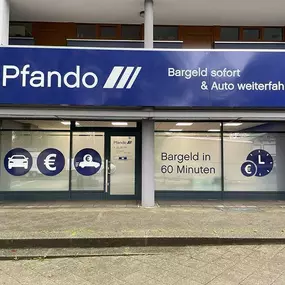 Pfando
Bargeld sofort
& Auto weiterfah
Pfando
Bargeld in
60 Minuten